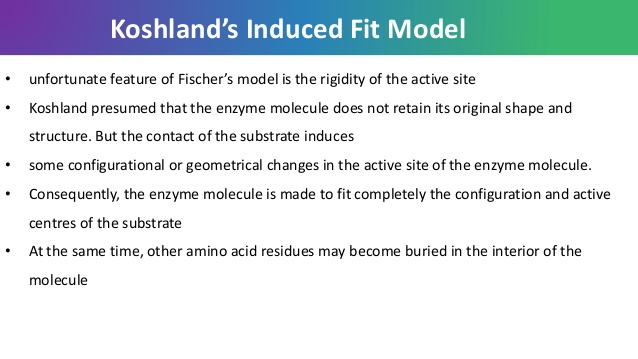 Koshland’s Induced Fit Model
• unfortunate feature of Fischer’s model is the rigidity of the active site
• Koshland presumed that the enzyme molecule does not retain its original shape and
structure. But the contact of the substrate induces
• some configurational or geometrical changes in the active site of the enzyme molecule.
• Consequently, the enzyme molecule is made to fit completely the configuration and active
centres of the substrate
• At the same time, other amino acid residues may become buried in the interior of the
molecule